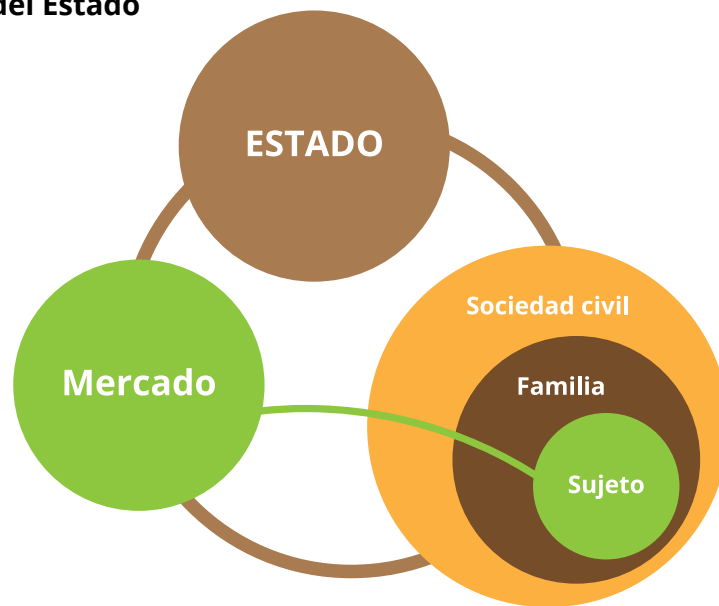 del Estado
ESTADO
Sociedad civil
Mercado
Familia
Sujeto